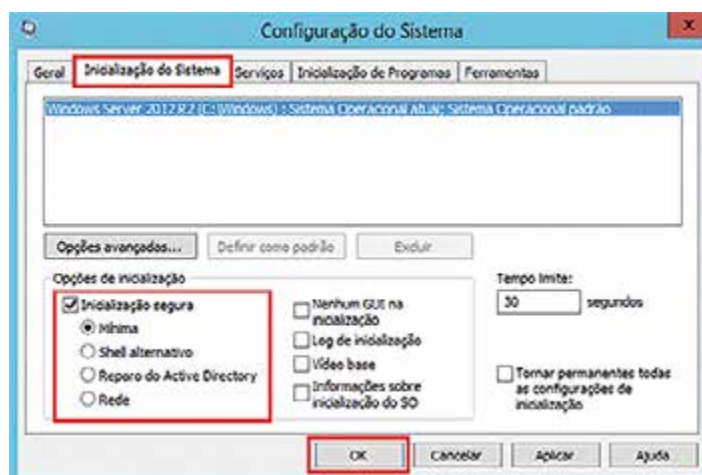 Configuração do Sistema
Geral Inicialização do Sistema Serviços Inicialização de Programas Ferramentas
Windows Server 2012 R2 (C:\Windows) : Sistema Operacional atual; Sistema Operacional padrão
Opções avançadas... Definir como padrão Excluir
Opções de inicialização
Inicialização segura
Mínima
Shell alternativo
Reparo do Active Directory
Rede
Nenhum GUI na
inicialização
Log de inicialização
Vídeo base
Informações sobre
inicialização do SO
Tempo limite:
30 segundos
Tornar permanentes todas
as configurações de
inicialização
OK Cancelar Aplicar Ajuda